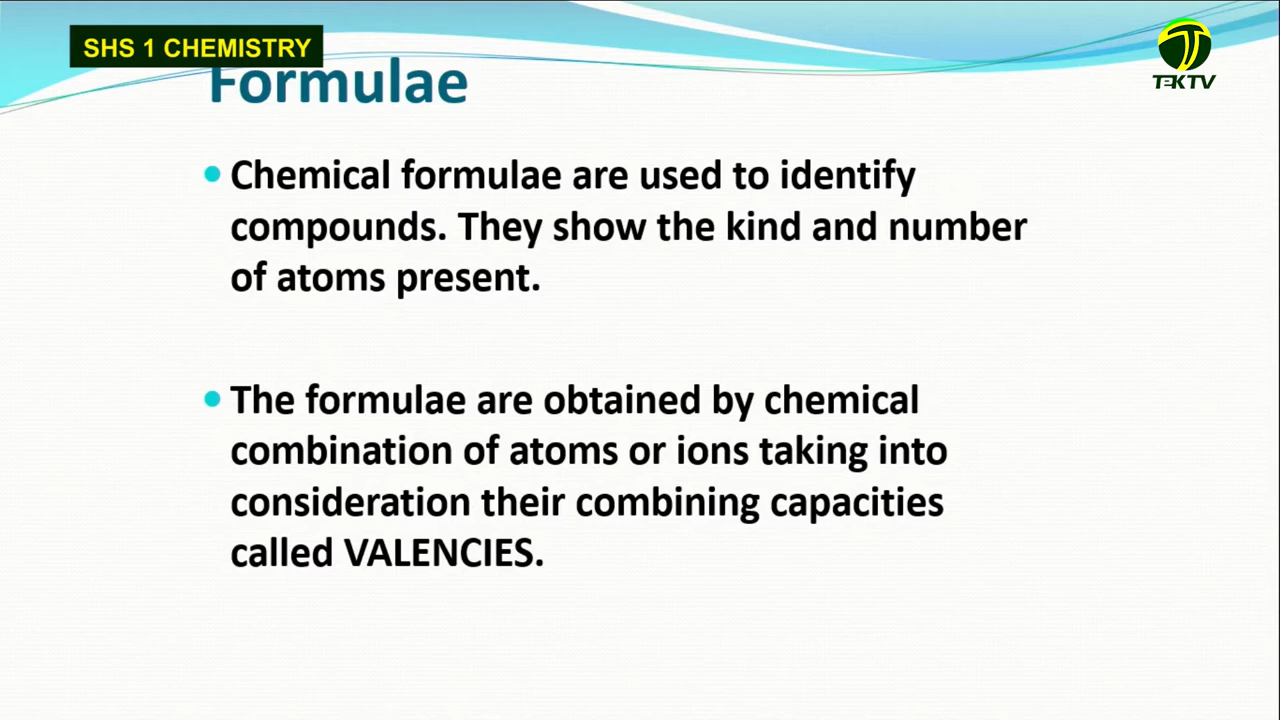 SHS 1 CHEMISTRY
TEKTV
Formulae
Chemical formulae are used to identify
compounds. They show the kind and number
of atoms present.
The formulae are obtained by chemical
combination of atoms or ions taking into
consideration their combining capacities
called VALENCIES.